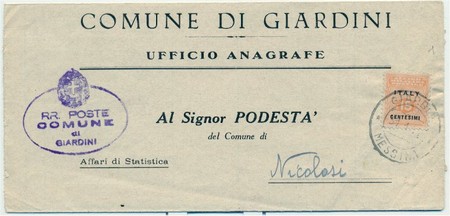 COMUNE DI GIARDINI
UFFICIO ANAGRAFE
RR. POSTE
COMUNE
di
GIARDINI
Affari di Statistica
Al Signor PODESTA'
del Comune di
Nicolosi
ITALY
CENTESIMI
GIARDINI
MESSINA